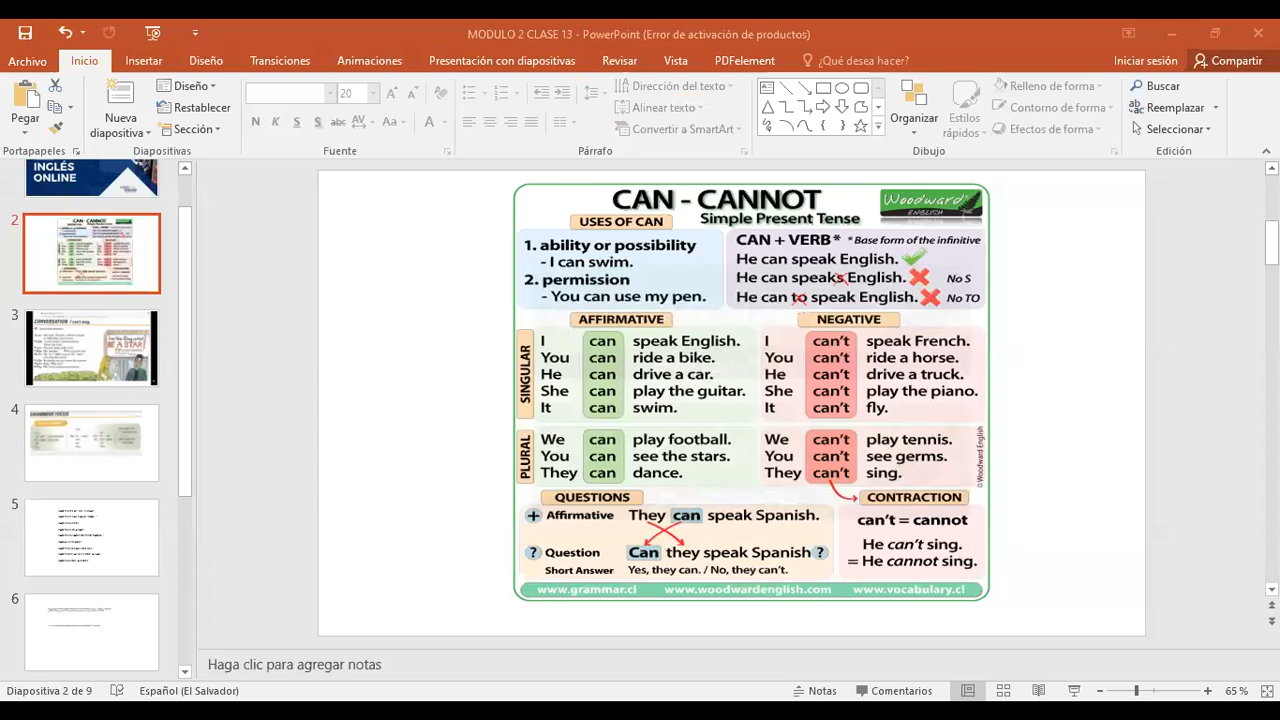 MODULO 2 CLASE 13 - PowerPoint (Error de activación de productos)
Archivo Inicio Insertar Diseño Transiciones Animaciones Presentación con diapositivas Revisar Vista PDFelement ¿Qué desea hacer? Iniciar sesión Compartir
Pegar
Nueva diapositiva
Diseño
Restablecer
Sección
20
N K S S abc AV Aa A
Dirección del texto
Alinear texto
Convertir a SmartArt
Organizar
Estilos rápidos
Relleno de forma
Contorno de forma
Efectos de forma
Buscar
Reemplazar
Seleccionar
Portapapeles Diapositivas Fuente Párrafo Dibujo Edición
INGLÉS
ONLINE
2
3
4
5
6
CAN - CANNOT
Simple Present Tense
Woodward
ENGLISH
USES OF CAN
1. ability or possibility
- I can swim.
2. permission
- You can use my pen.
CAN + VERB* * Base form of the infinitive
He can speak English.
He can speaks English. No S
He can to speak English. No TO
AFFIRMATIVE NEGATIVE
SINGULAR
I can speak English. I can't speak French.
You can ride a bike. You can't ride a horse.
He can drive a car. He can't drive a truck.
She can play the guitar. She can't play the piano.
It can swim. It can't fly.
PLURAL
We can play football. We can't play tennis.
You can see the stars. You can't see germs.
They can dance. They can't sing.
© Woodward English
QUESTIONS
+ Affirmative They can speak Spanish.
? Question Can they speak Spanish ?
Short Answer Yes, they can. / No, they can't.
CONTRACTION
can't = cannot
He can't sing.
= He cannot sing.
www.grammar.cl www.woodwardenglish.com www.vocabulary.cl
Haga clic para agregar notas
Diapositiva 2 de 9 Español (El Salvador) Notas Comentarios 65 %